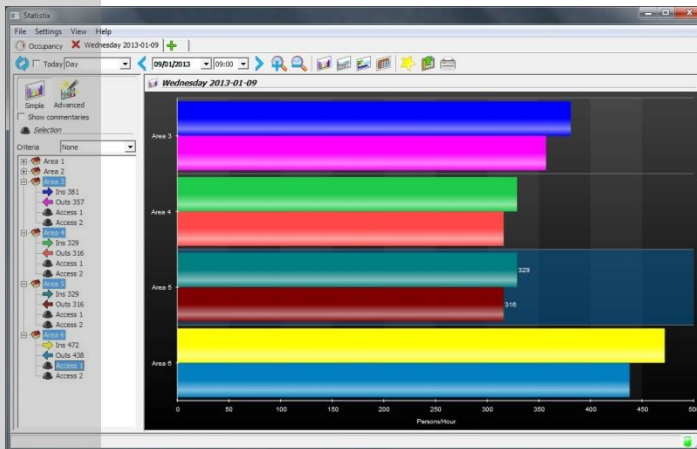 Statistix
File Settings View Help
Occupancy Wednesday 2013-01-09
Today Day 09/01/2013 09:00
Simple Advanced
Show commentaries
Selection
Criteria None
Area 1
Area 2
Area 3
Ins 381
Outs 357
Access 1
Access 2
Area 4
Ins 329
Outs 316
Access 1
Access 2
Area 5
Ins 329
Outs 316
Access 1
Access 2
Area 6
Ins 472
Outs 438
Access 1
Access 2
Wednesday 2013-01-09
Area 3
Area 4
329
Area 5
316
Area 6
0 50 100 150 200 250 300 350 400 450 500
Persons/Hour